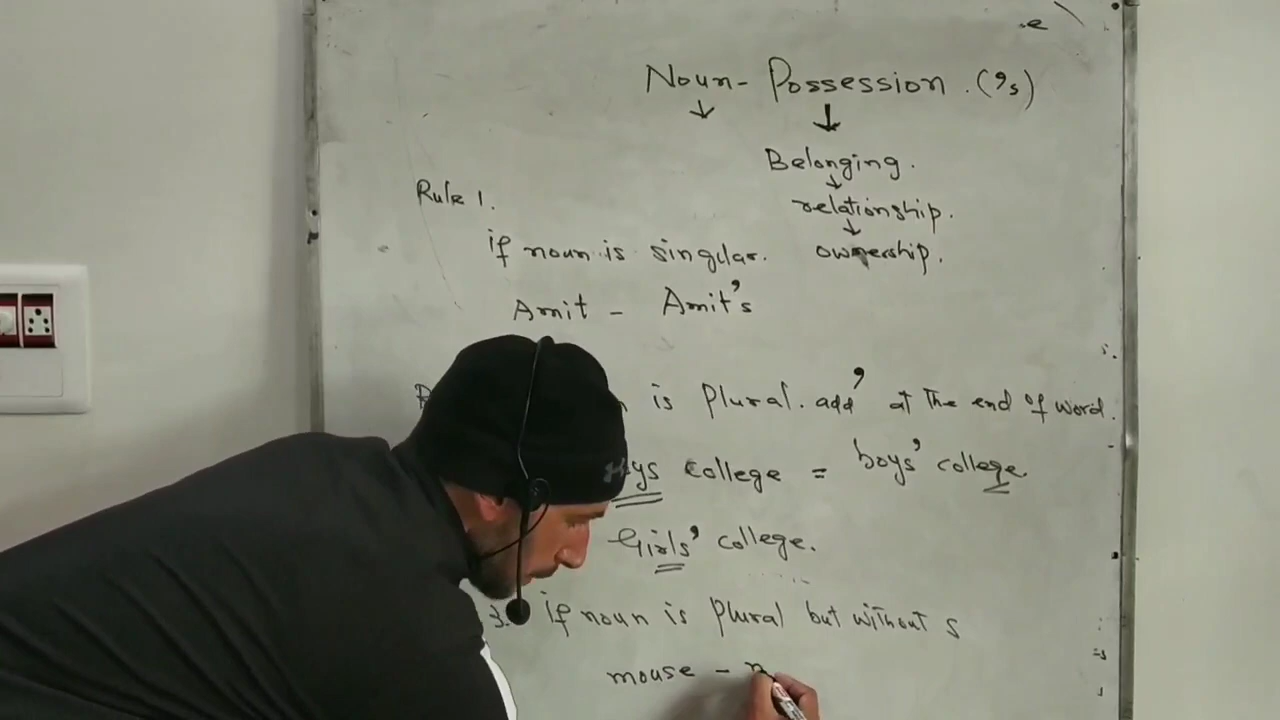 Noun - Possession. ('s)
Belonging.
Rule 1.
relationship.
if noun is singular.
ownership.
Amit - Amit's
is Plural. add ' at the end of word.
college = boys' college.
Girls' college.
3. if noun is Plural but without s
mouse -